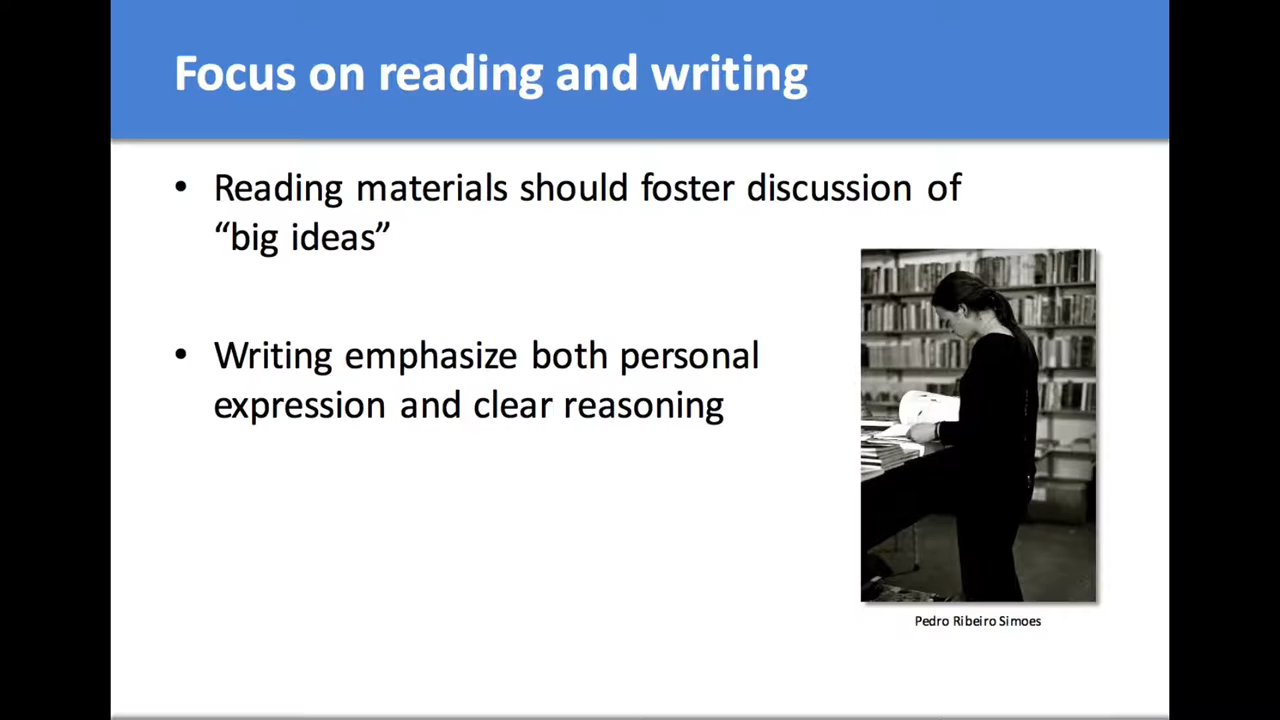 Focus on reading and writing
• Reading materials should foster discussion of
“big ideas”
• Writing emphasize both personal
expression and clear reasoning
Pedro Ribeiro Simoes